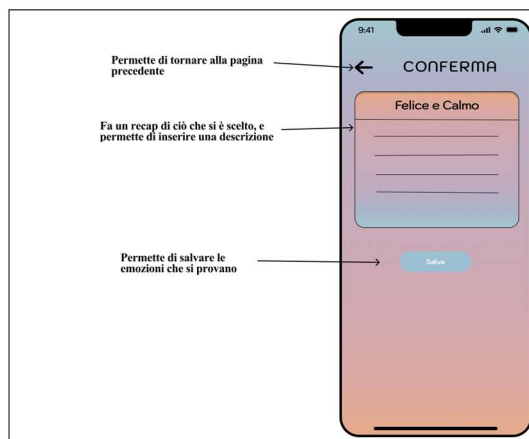 9:41
CONFERMA
Permette di tornare alla pagina
precedente
Felice e Calmo
Fa un recap di ciò che si è scelto, e
permette di inserire una descrizione
Permette di salvare le
emozioni che si provano
Salva